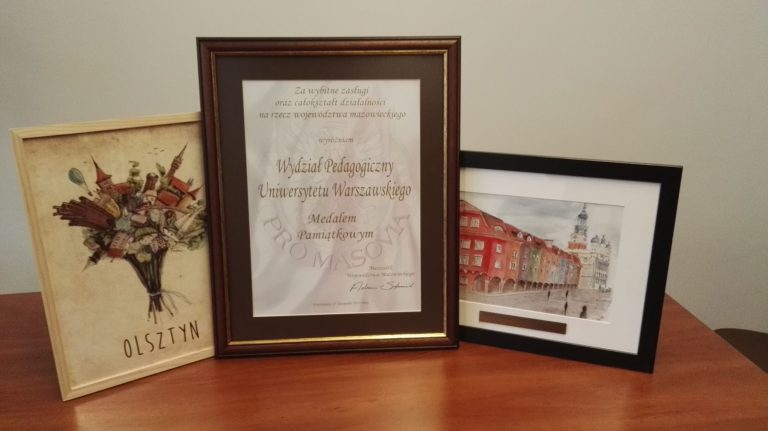 OLSZTYN
Za wybitne zasługi
oraz całokształt działalności
na rzecz województwa mazowieckiego
wyróżniam
Wydział Pedagogiczny
Uniwersytetu Warszawskiego
Medalem
Pamiątkowym
PRO MASOVIA
Marszałek
Województwa Mazowieckiego